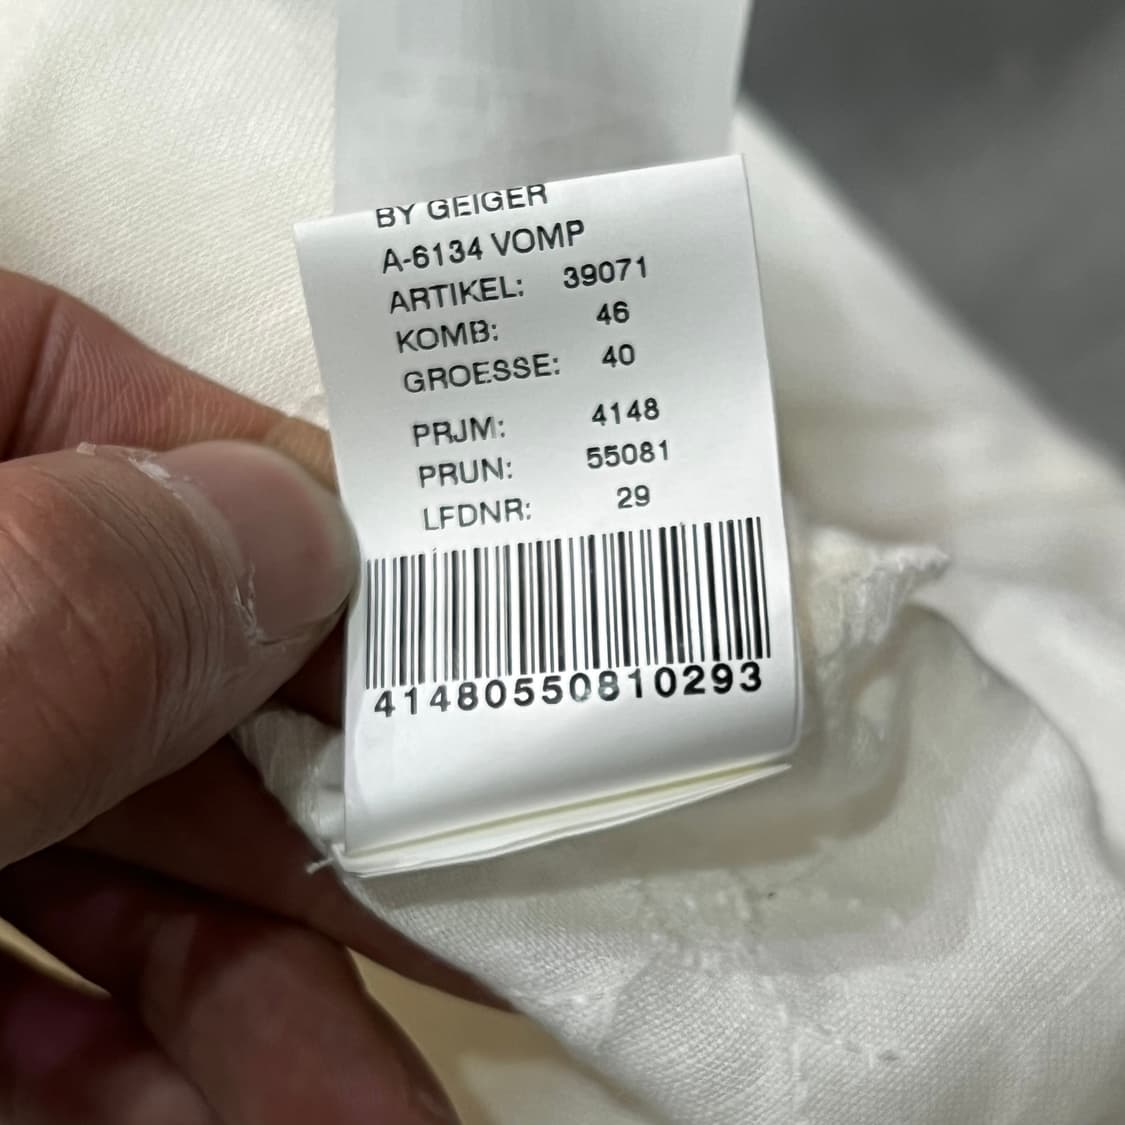 BY GEIGER
A-6134 VOMP
ARTIKEL: 39071
KOMB: 46
GROESSE: 40
PRJM: 4148
PRUN: 55081
LFDNR: 29
41480550810293